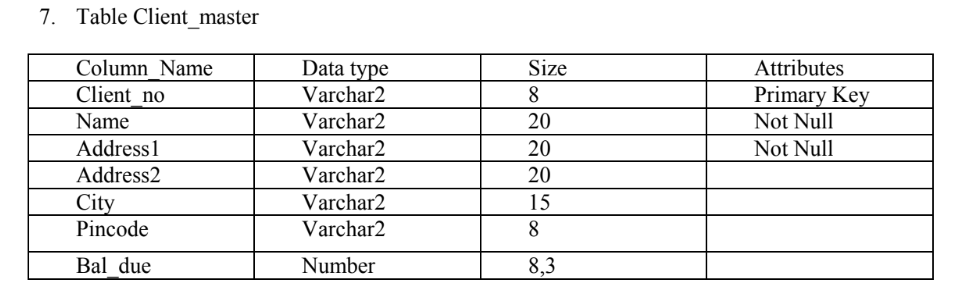 7. Table Client_master
Column_Name Data type Size Attributes
Client_no Varchar2 8 Primary Key
Name Varchar2 20 Not Null
Address1 Varchar2 20 Not Null
Address2 Varchar2 20
City Varchar2 15
Pincode Varchar2 8
Bal_due Number 8,3